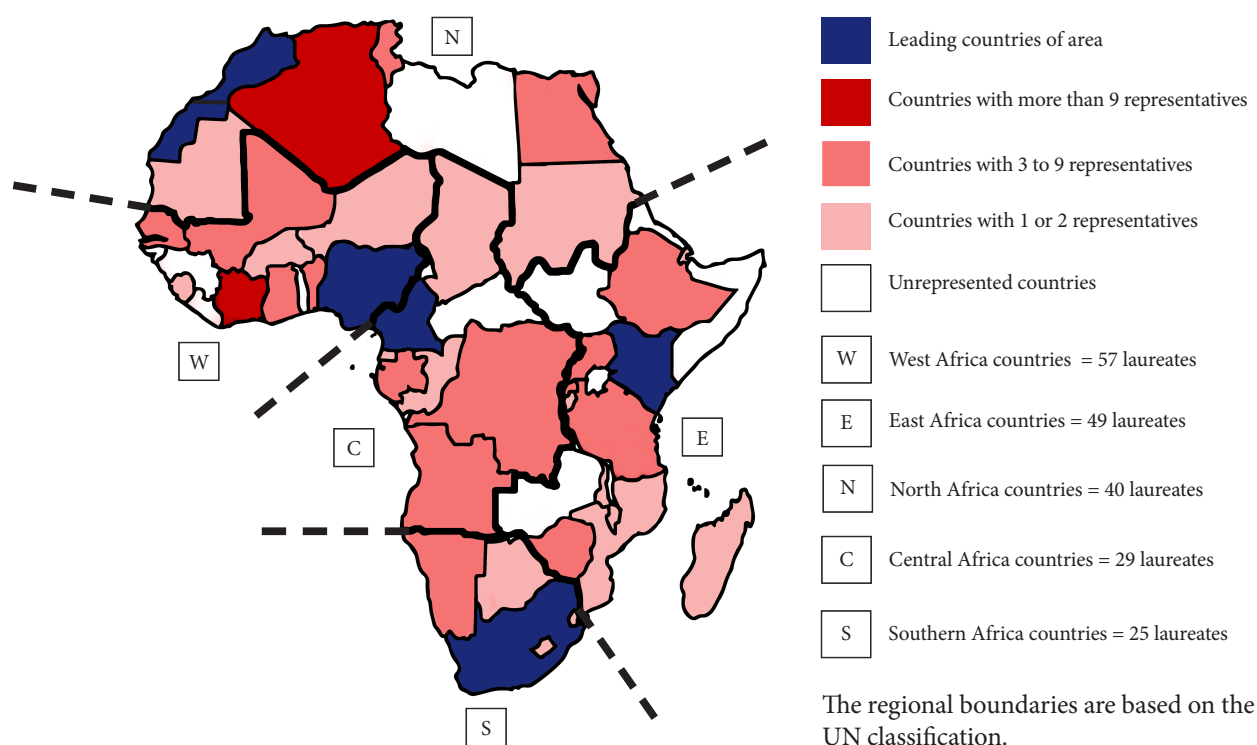 N
W
C
E
S
Leading countries of area
Countries with more than 9 representatives
Countries with 3 to 9 representatives
Countries with 1 or 2 representatives
Unrepresented countries
W West Africa countries = 57 laureates
E East Africa countries = 49 laureates
N North Africa countries = 40 laureates
C Central Africa countries = 29 laureates
S Southern Africa countries = 25 laureates
The regional boundaries are based on the
UN classification.